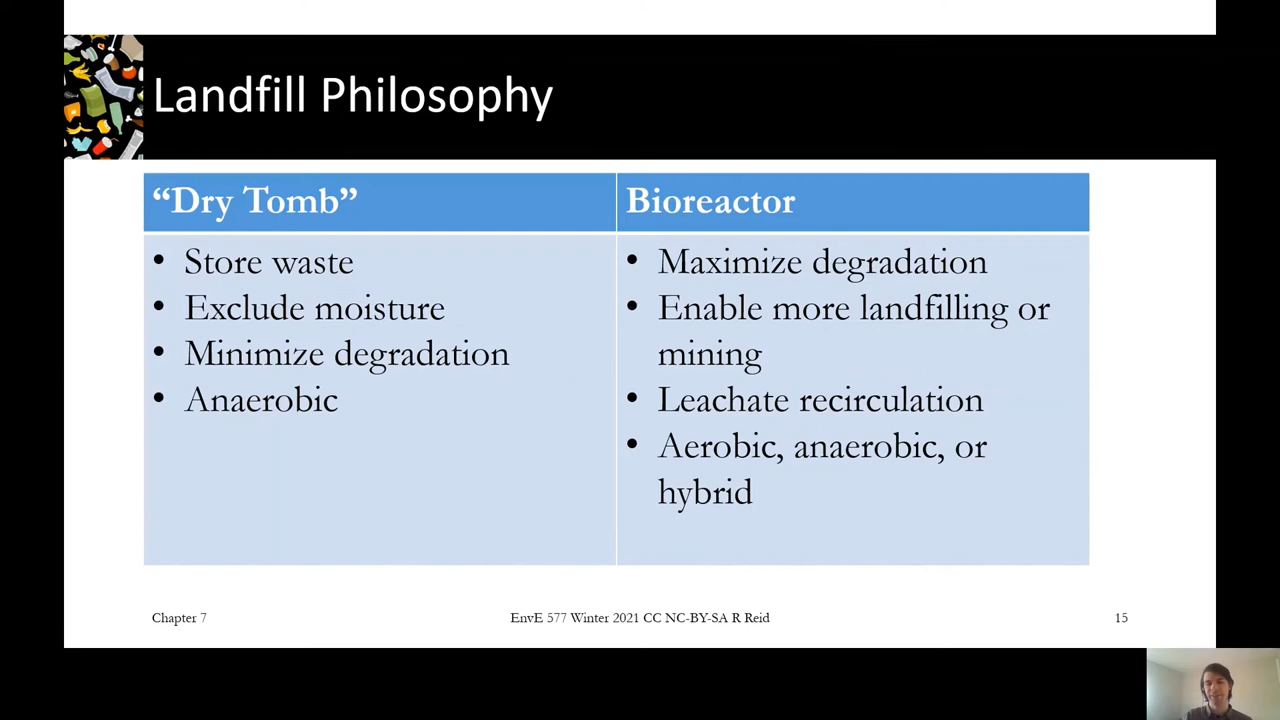 Landfill Philosophy
“Dry Tomb”
• Store waste
• Exclude moisture
• Minimize degradation
• Anaerobic
Bioreactor
• Maximize degradation
• Enable more landfilling or
mining
• Leachate recirculation
• Aerobic, anaerobic, or
hybrid
Chapter 7
EnvE 577 Winter 2021 CC NC-BY-SA R Reid
15